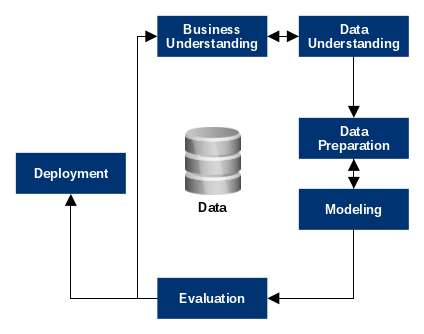 Business
Understanding
Data
Understanding
Data
Preparation
Data
Deployment
Modeling
Evaluation